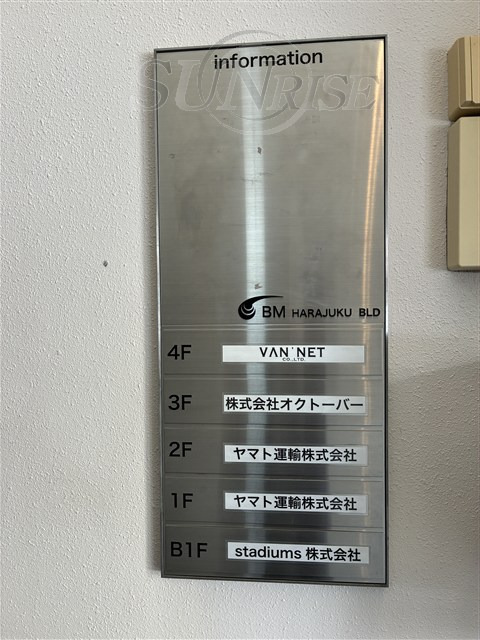 information
SUNRISE
BM HARAJUKU BLD
4F VAN'NET CO.,LTD.
3F 株式会社オクトーバー
2F ヤマト運輸株式会社
1F ヤマト運輸株式会社
B1F stadiums 株式会社